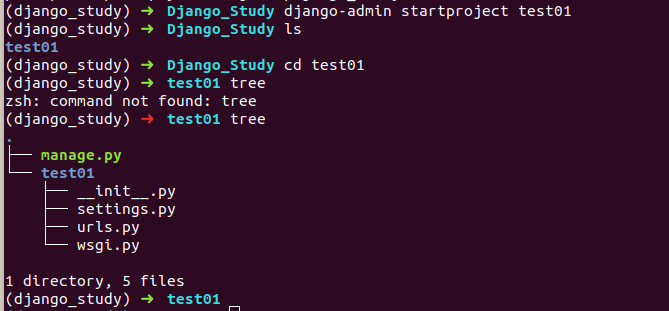 (django_study) ➜ Django_Study django-admin startproject test01
(django_study) ➜ Django_Study ls
test01
(django_study) ➜ Django_Study cd test01
(django_study) ➜ test01 tree
zsh: command not found: tree
(django_study) ➜ test01 tree
.
├── manage.py
└── test01
    ├── __init__.py
    ├── settings.py
    ├── urls.py
    └── wsgi.py
1 directory, 5 files
(django_study) ➜ test01